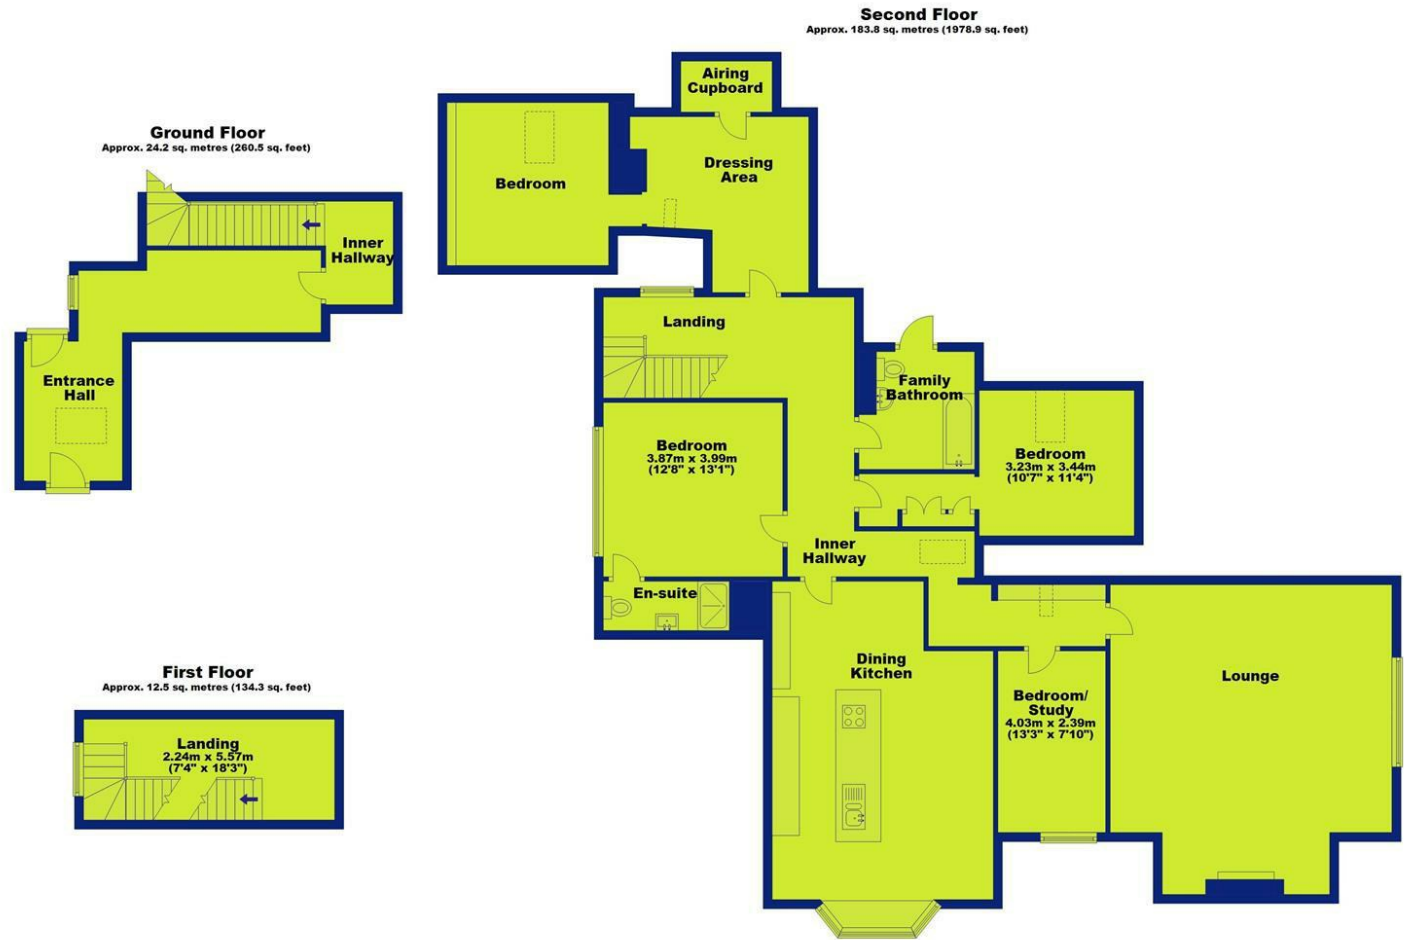 Second Floor
Approx. 183.8 sq. metres (1978.9 sq. feet)
Airing
Cupboard
Ground Floor
Approx. 24.2 sq. metres (260.5 sq. feet)
Dressing
Area
Bedroom
Inner
Hallway
Landing
Entrance
Hall
Family
Bathroom
Bedroom
3.87m x 3.99m
(12'8" x 13'1")
Bedroom
3.23m x 3.44m
(10'7" x 11'4")
Inner
Hallway
En-suite
First Floor
Approx. 12.5 sq. metres (134.3 sq. feet)
Dining
Kitchen
Lounge
Bedroom/
Study
4.03m x 2.39m
(13'3" x 7'10")
Landing
2.24m x 5.57m
(7'4" x 18'3")